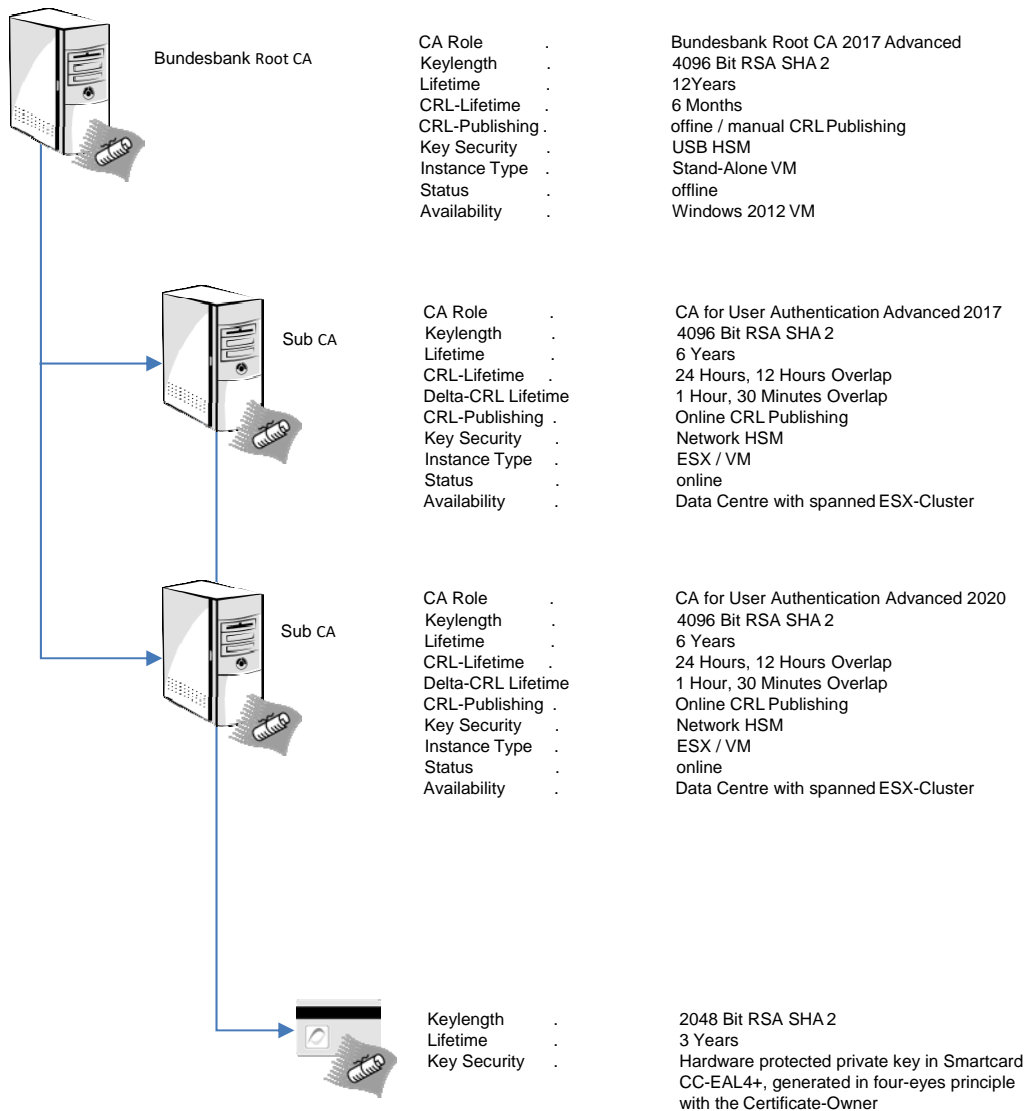 Bundesbank Root CA
CA Role . Bundesbank Root CA 2017 Advanced
Keylength . 4096 Bit RSA SHA 2
Lifetime . 12Years
CRL-Lifetime . 6 Months
CRL-Publishing . offine / manual CRL Publishing
Key Security . USB HSM
Instance Type . Stand-Alone VM
Status . offline
Availability . Windows 2012 VM
Sub CA
CA Role . CA for User Authentication Advanced 2017
Keylength . 4096 Bit RSA SHA 2
Lifetime . 6 Years
CRL-Lifetime . 24 Hours, 12 Hours Overlap
Delta-CRL Lifetime 1 Hour, 30 Minutes Overlap
CRL-Publishing . Online CRL Publishing
Key Security . Network HSM
Instance Type . ESX / VM
Status . online
Availability . Data Centre with spanned ESX-Cluster
Sub CA
CA Role . CA for User Authentication Advanced 2020
Keylength . 4096 Bit RSA SHA 2
Lifetime . 6 Years
CRL-Lifetime . 24 Hours, 12 Hours Overlap
Delta-CRL Lifetime 1 Hour, 30 Minutes Overlap
CRL-Publishing . Online CRL Publishing
Key Security . Network HSM
Instance Type . ESX / VM
Status . online
Availability . Data Centre with spanned ESX-Cluster
Keylength . 2048 Bit RSA SHA 2
Lifetime . 3 Years
Key Security . Hardware protected private key in Smartcard
CC-EAL4+, generated in four-eyes principle
with the Certificate-Owner